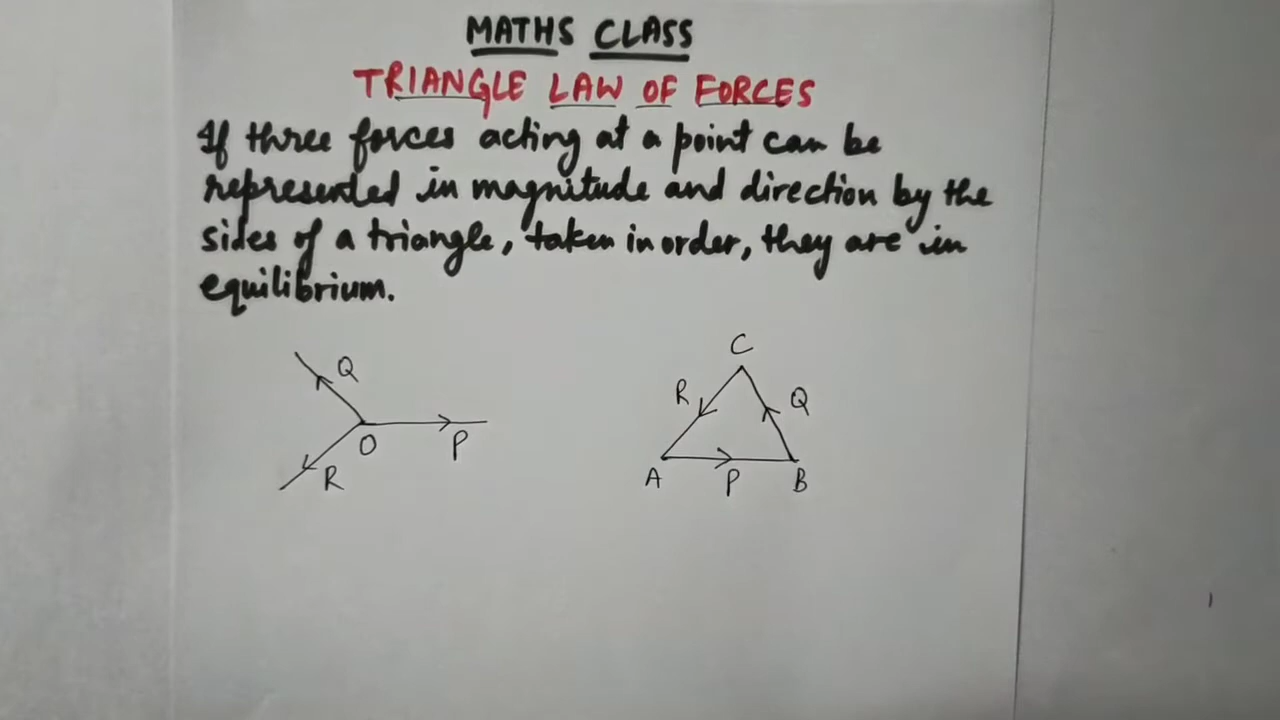 MATHS CLASS
TRIANGLE LAW OF FORCES
If three forces acting at a point can be
represented in magnitude and direction by the
sides of a triangle, taken in order, they are in
equilibrium.
Q
O
P
R
C
R
Q
A
P
B